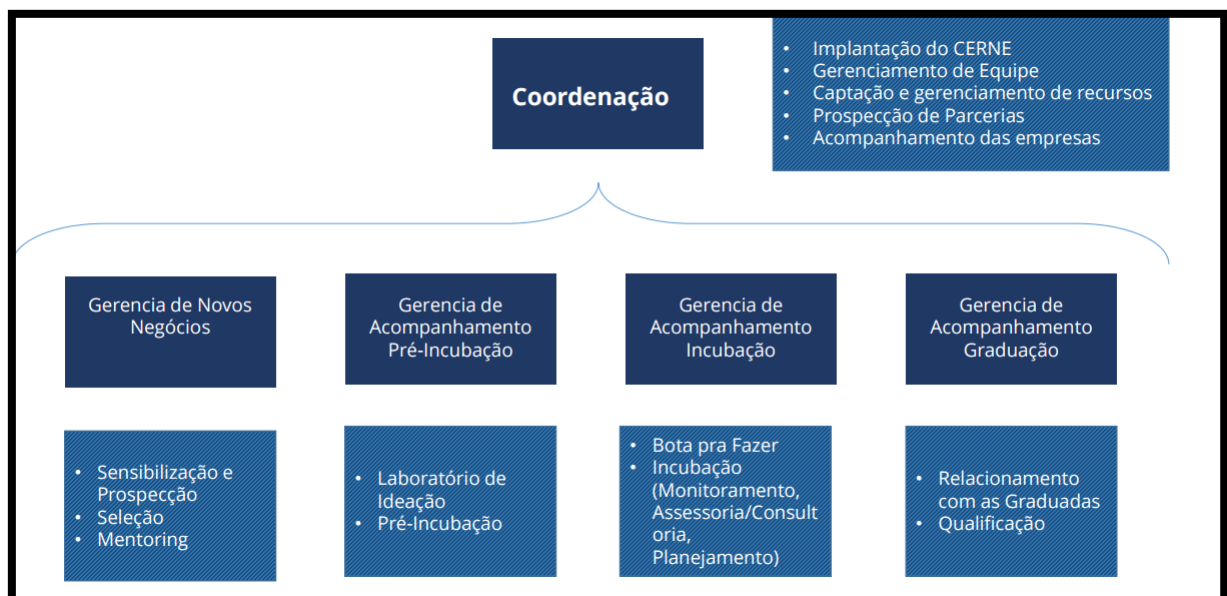 Coordenação
• Implantação do CERNE
• Gerenciamento de Equipe
• Captação e gerenciamento de recursos
• Prospecção de Parcerias
• Acompanhamento das empresas
Gerencia de Novos
Negócios
Gerencia de
Acompanhamento
Pré-Incubação
Gerencia de
Acompanhamento
Incubação
Gerencia de
Acompanhamento
Graduação
• Sensibilização e
Prospecção
• Seleção
• Mentoring
• Laboratório de
Ideação
• Pré-Incubação
• Bota pra Fazer
• Incubação
(Monitoramento,
Assessoria/Consult
oria,
Planejamento)
• Relacionamento
com as Graduadas
• Qualificação